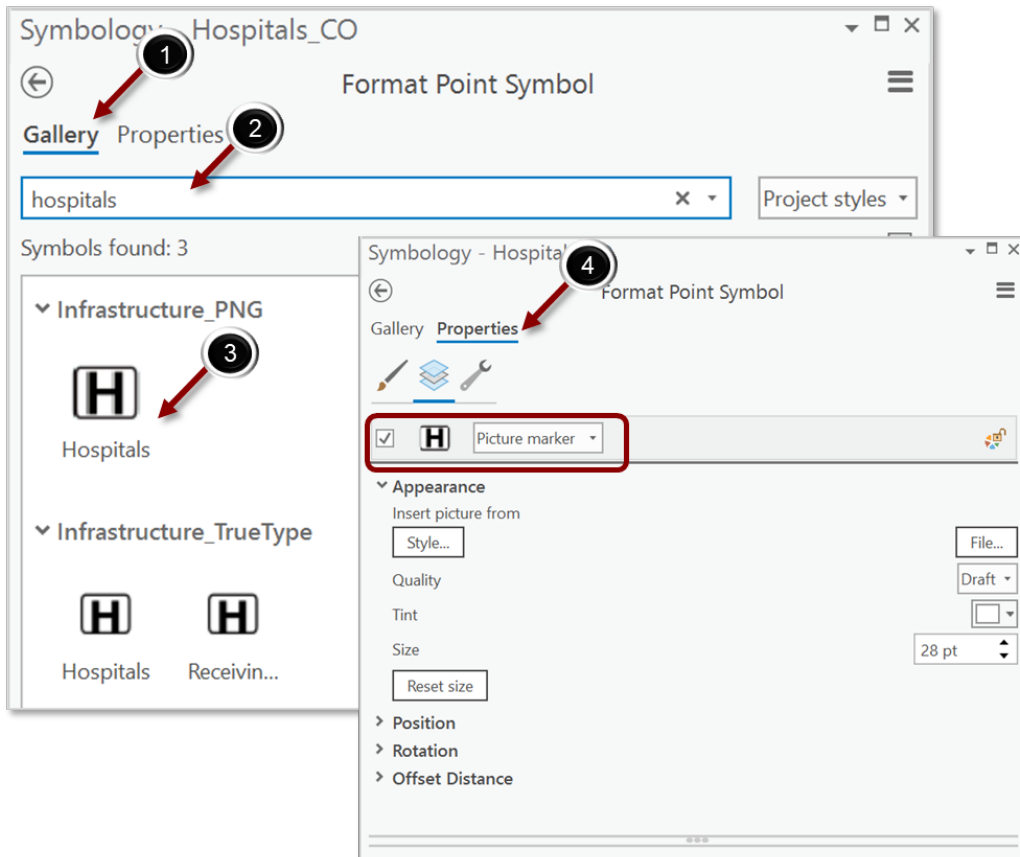 Symbology - Hospitals_CO
1
Format Point Symbol
Gallery Properties
2
hospitals
Project styles
Symbols found: 3
Infrastructure_PNG
3
H
Hospitals
Infrastructure_TrueType
H H
Hospitals Receivin...
Symbology - Hospita
4
Format Point Symbol
Gallery Properties
H Picture marker
Appearance
Insert picture from
Style... File...
Quality Draft
Tint
Size 28 pt
Reset size
Position
Rotation
Offset Distance